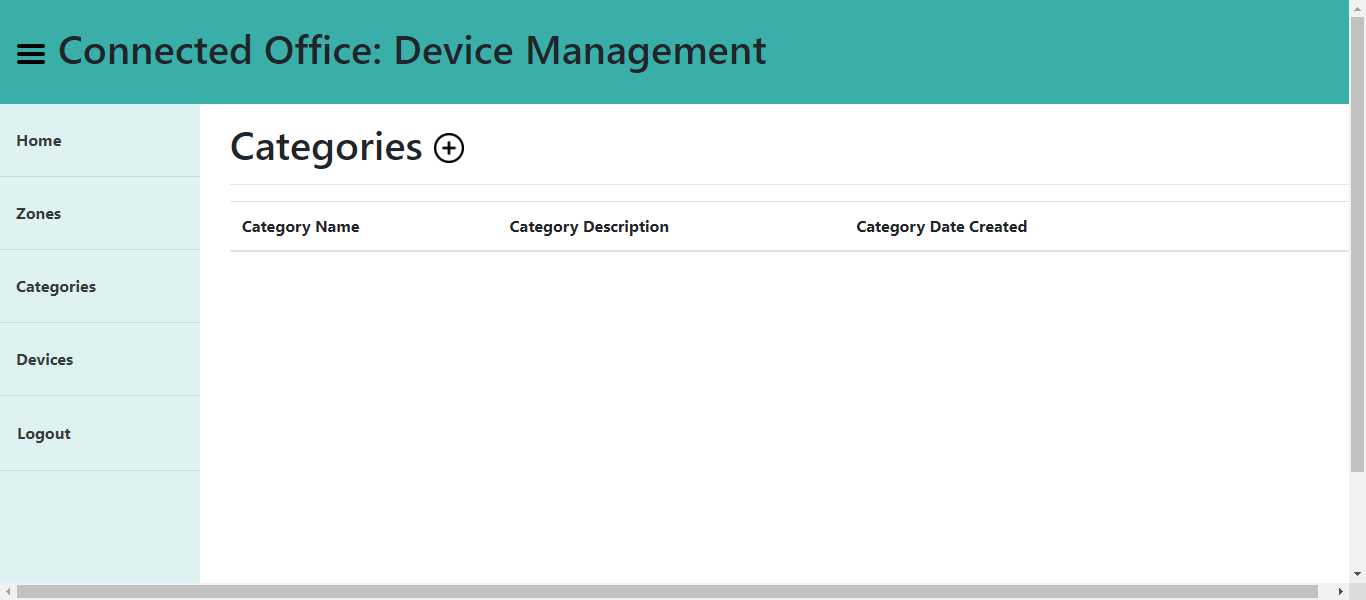 Connected Office: Device Management
Home
Zones
Categories
Devices
Logout
Categories
Category Name Category Description Category Date Created